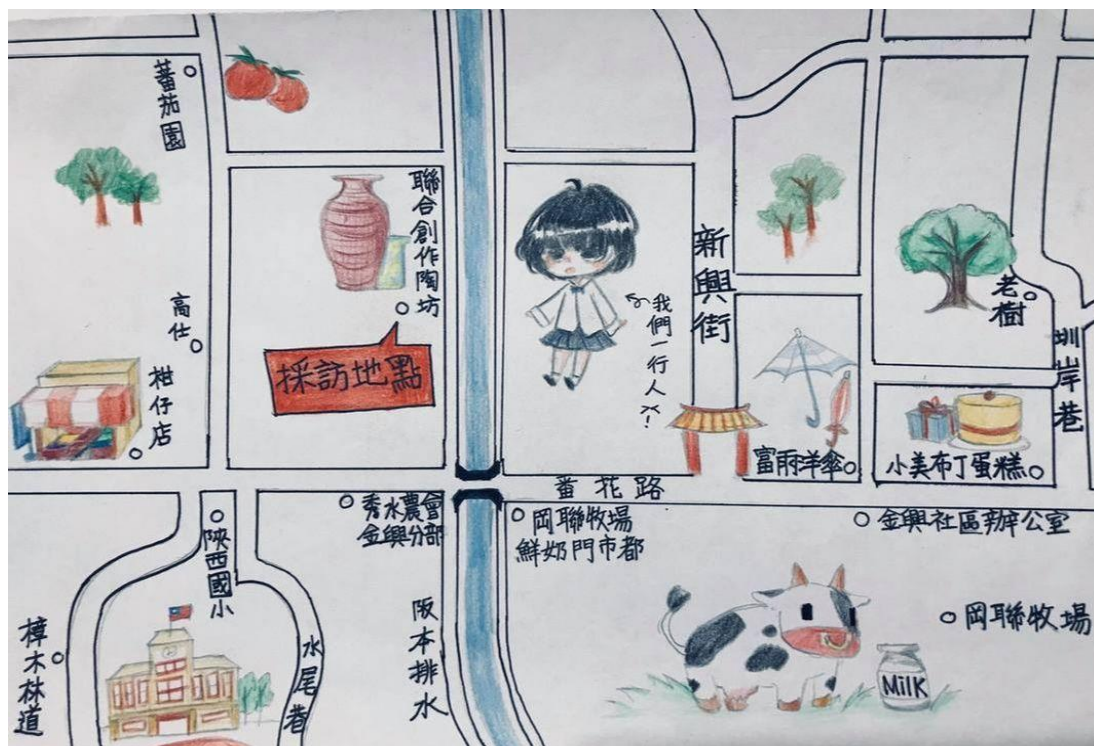 蕃茄園
聯合創作陶坊
採訪地點
高仕
柑仔店
我們一行人!
新興街
老樹
圳岸巷
富雨洋傘
小美布丁蛋糕
番花路
秀水農會
金興分部
岡聯牧場
鮮奶門市都
金興社區辦公室
岡聯牧場
陝西國小
樟木林道
水尾巷
阪本排水
MilK